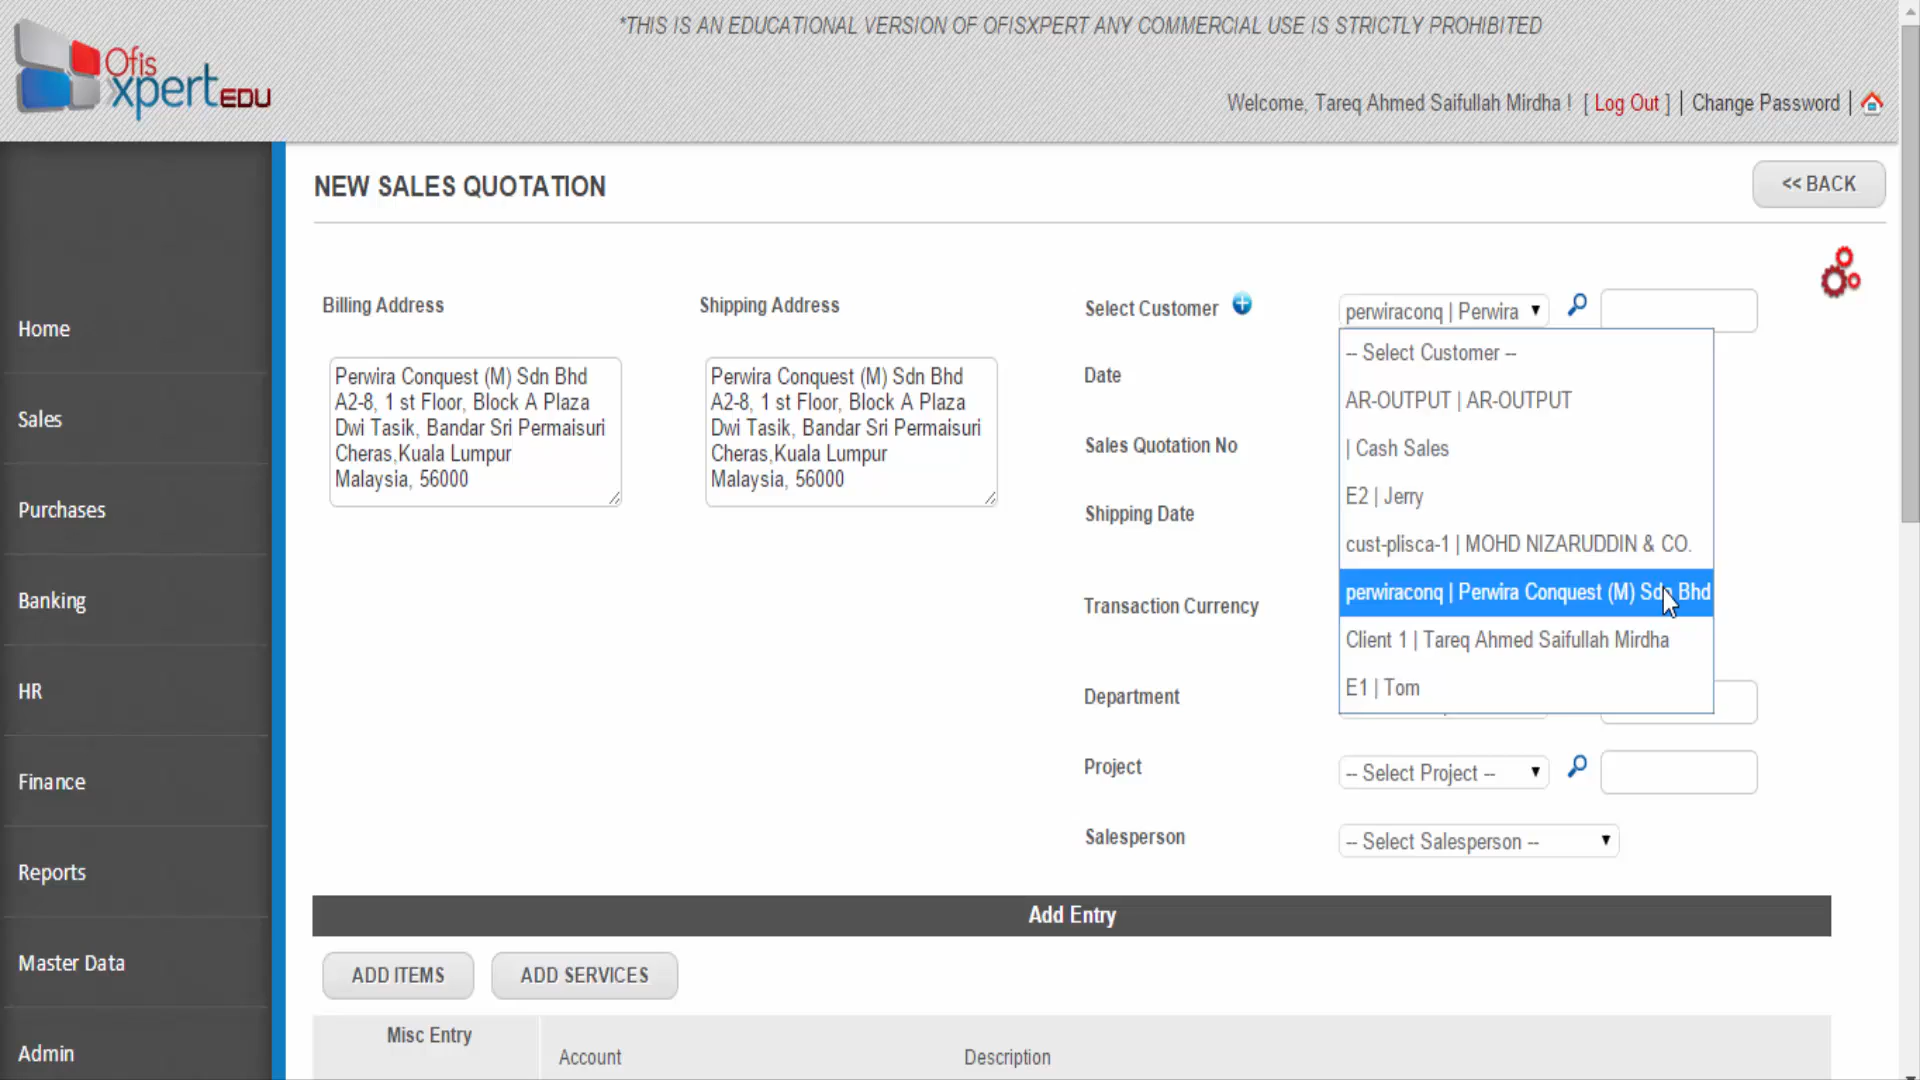 *THIS IS AN EDUCATIONAL VERSION OF OFISXPERT ANY COMMERCIAL USE IS STRICTLY PROHIBITED
Ofis
XpertEDU
Welcome, Tareq Ahmed Saifullah Mirdha ! [ Log Out ] | Change Password |
NEW SALES QUOTATION
<< BACK
Home
Sales
Purchases
Banking
HR
Finance
Reports
Master Data
Admin
Billing Address
Perwira Conquest (M) Sdn Bhd
A2-8, 1 st Floor, Block A Plaza
Dwi Tasik, Bandar Sri Permaisuri
Cheras,Kuala Lumpur
Malaysia, 56000
Shipping Address
Perwira Conquest (M) Sdn Bhd
A2-8, 1 st Floor, Block A Plaza
Dwi Tasik, Bandar Sri Permaisuri
Cheras,Kuala Lumpur
Malaysia, 56000
Select Customer
perwiraconq | Perwira
-- Select Customer --
AR-OUTPUT | AR-OUTPUT
| Cash Sales
E2 | Jerry
cust-plisca-1 | MOHD NIZARUDDIN & CO.
perwiraconq | Perwira Conquest (M) Sdn Bhd
Client 1 | Tareq Ahmed Saifullah Mirdha
E1 | Tom
Date
Sales Quotation No
Shipping Date
Transaction Currency
Department
Project
-- Select Project --
Salesperson
-- Select Salesperson --
Add Entry
ADD ITEMS
ADD SERVICES
Misc Entry
Account
Description